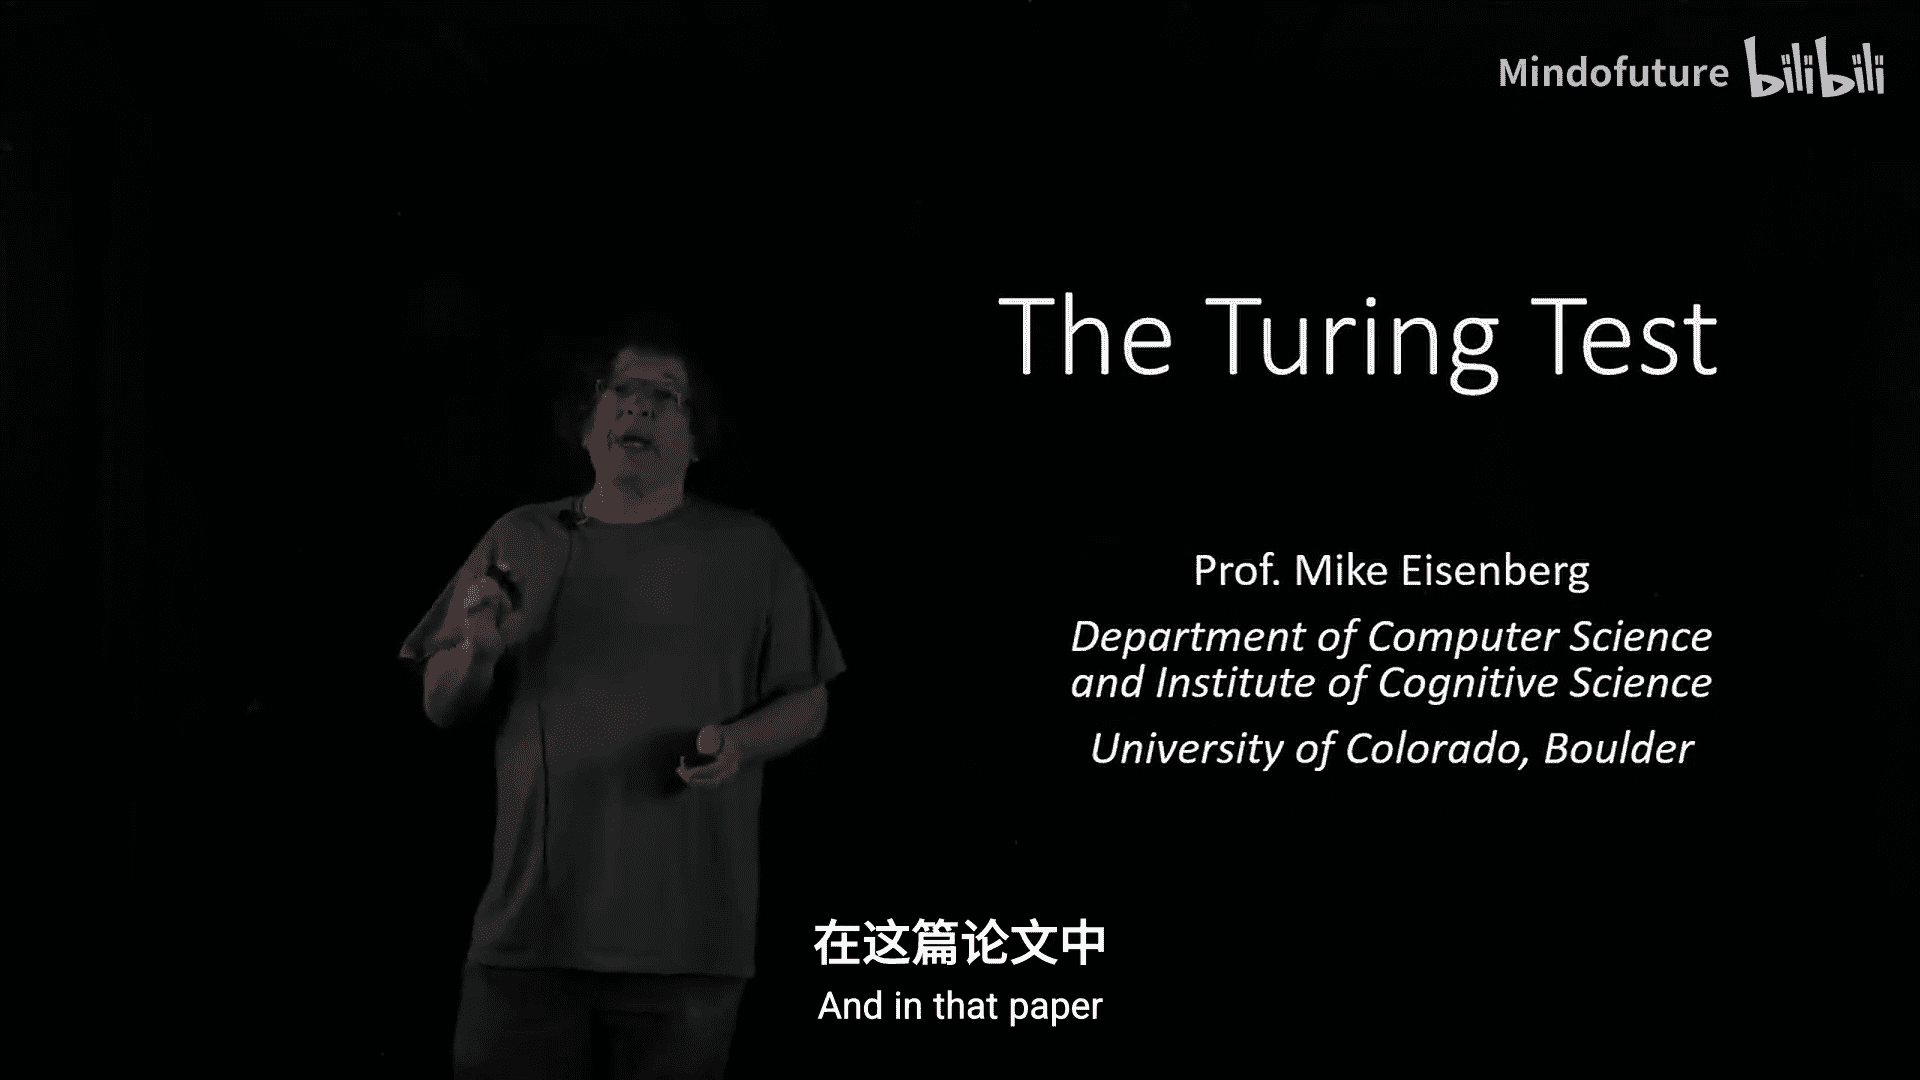 Mindofuture bilibili
The Turing Test
Prof. Mike Eisenberg
Department of Computer Science
and Institute of Cognitive Science
University of Colorado, Boulder
在这篇论文中
And in that paper